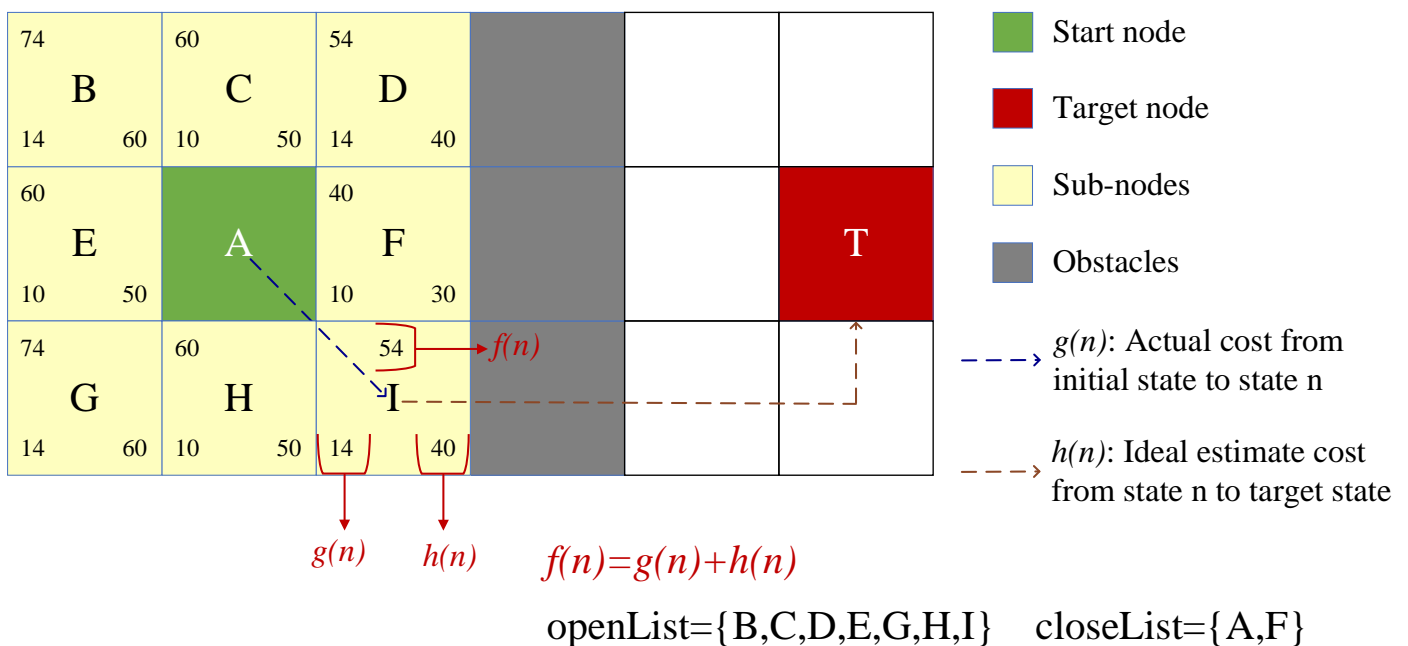 74 60 54
B C D
14 60 10 50 14 40
60 40
E A F T
10 50 10 30
74 60 54 f(n)
G H I
14 60 10 50 14 40
g(n) h(n)
f(n)=g(n)+h(n)
openList={B,C,D,E,G,H,I} closeList={A,F}
Start node
Target node
Sub-nodes
Obstacles
g(n): Actual cost from
initial state to state n
h(n): Ideal estimate cost
from state n to target state